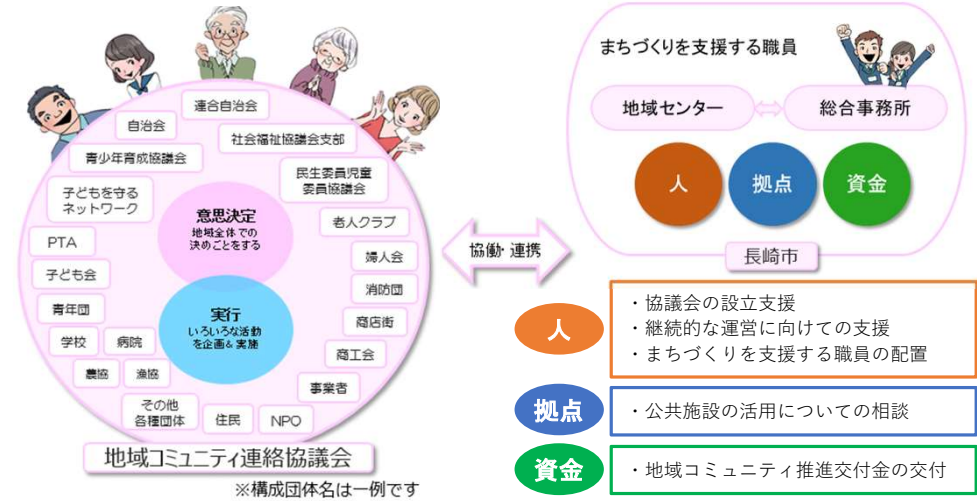 連合自治会
自治会
社会福祉協議会支部
青少年育成協議会
民生委員児童
委員協議会
子どもを守る
ネットワーク
意思決定
地域全体での
決めごとをする
老人クラブ
PTA
婦人会
子ども会
消防団
青年団
実行
いろいろな活動
を企画&実施
商店街
学校
病院
商工会
農協
漁協
事業者
その他
各種団体
住民
NPO
地域コミュニティ連絡協議会
※構成団体名は一例です
協働・連携
まちづくりを支援する職員
地域センター
総合事務所
人
拠点
資金
長崎市
人
・協議会の設立支援
・継続的な運営に向けての支援
・まちづくりを支援する職員の配置
拠点
・公共施設の活用についての相談
資金
・地域コミュニティ推進交付金の交付